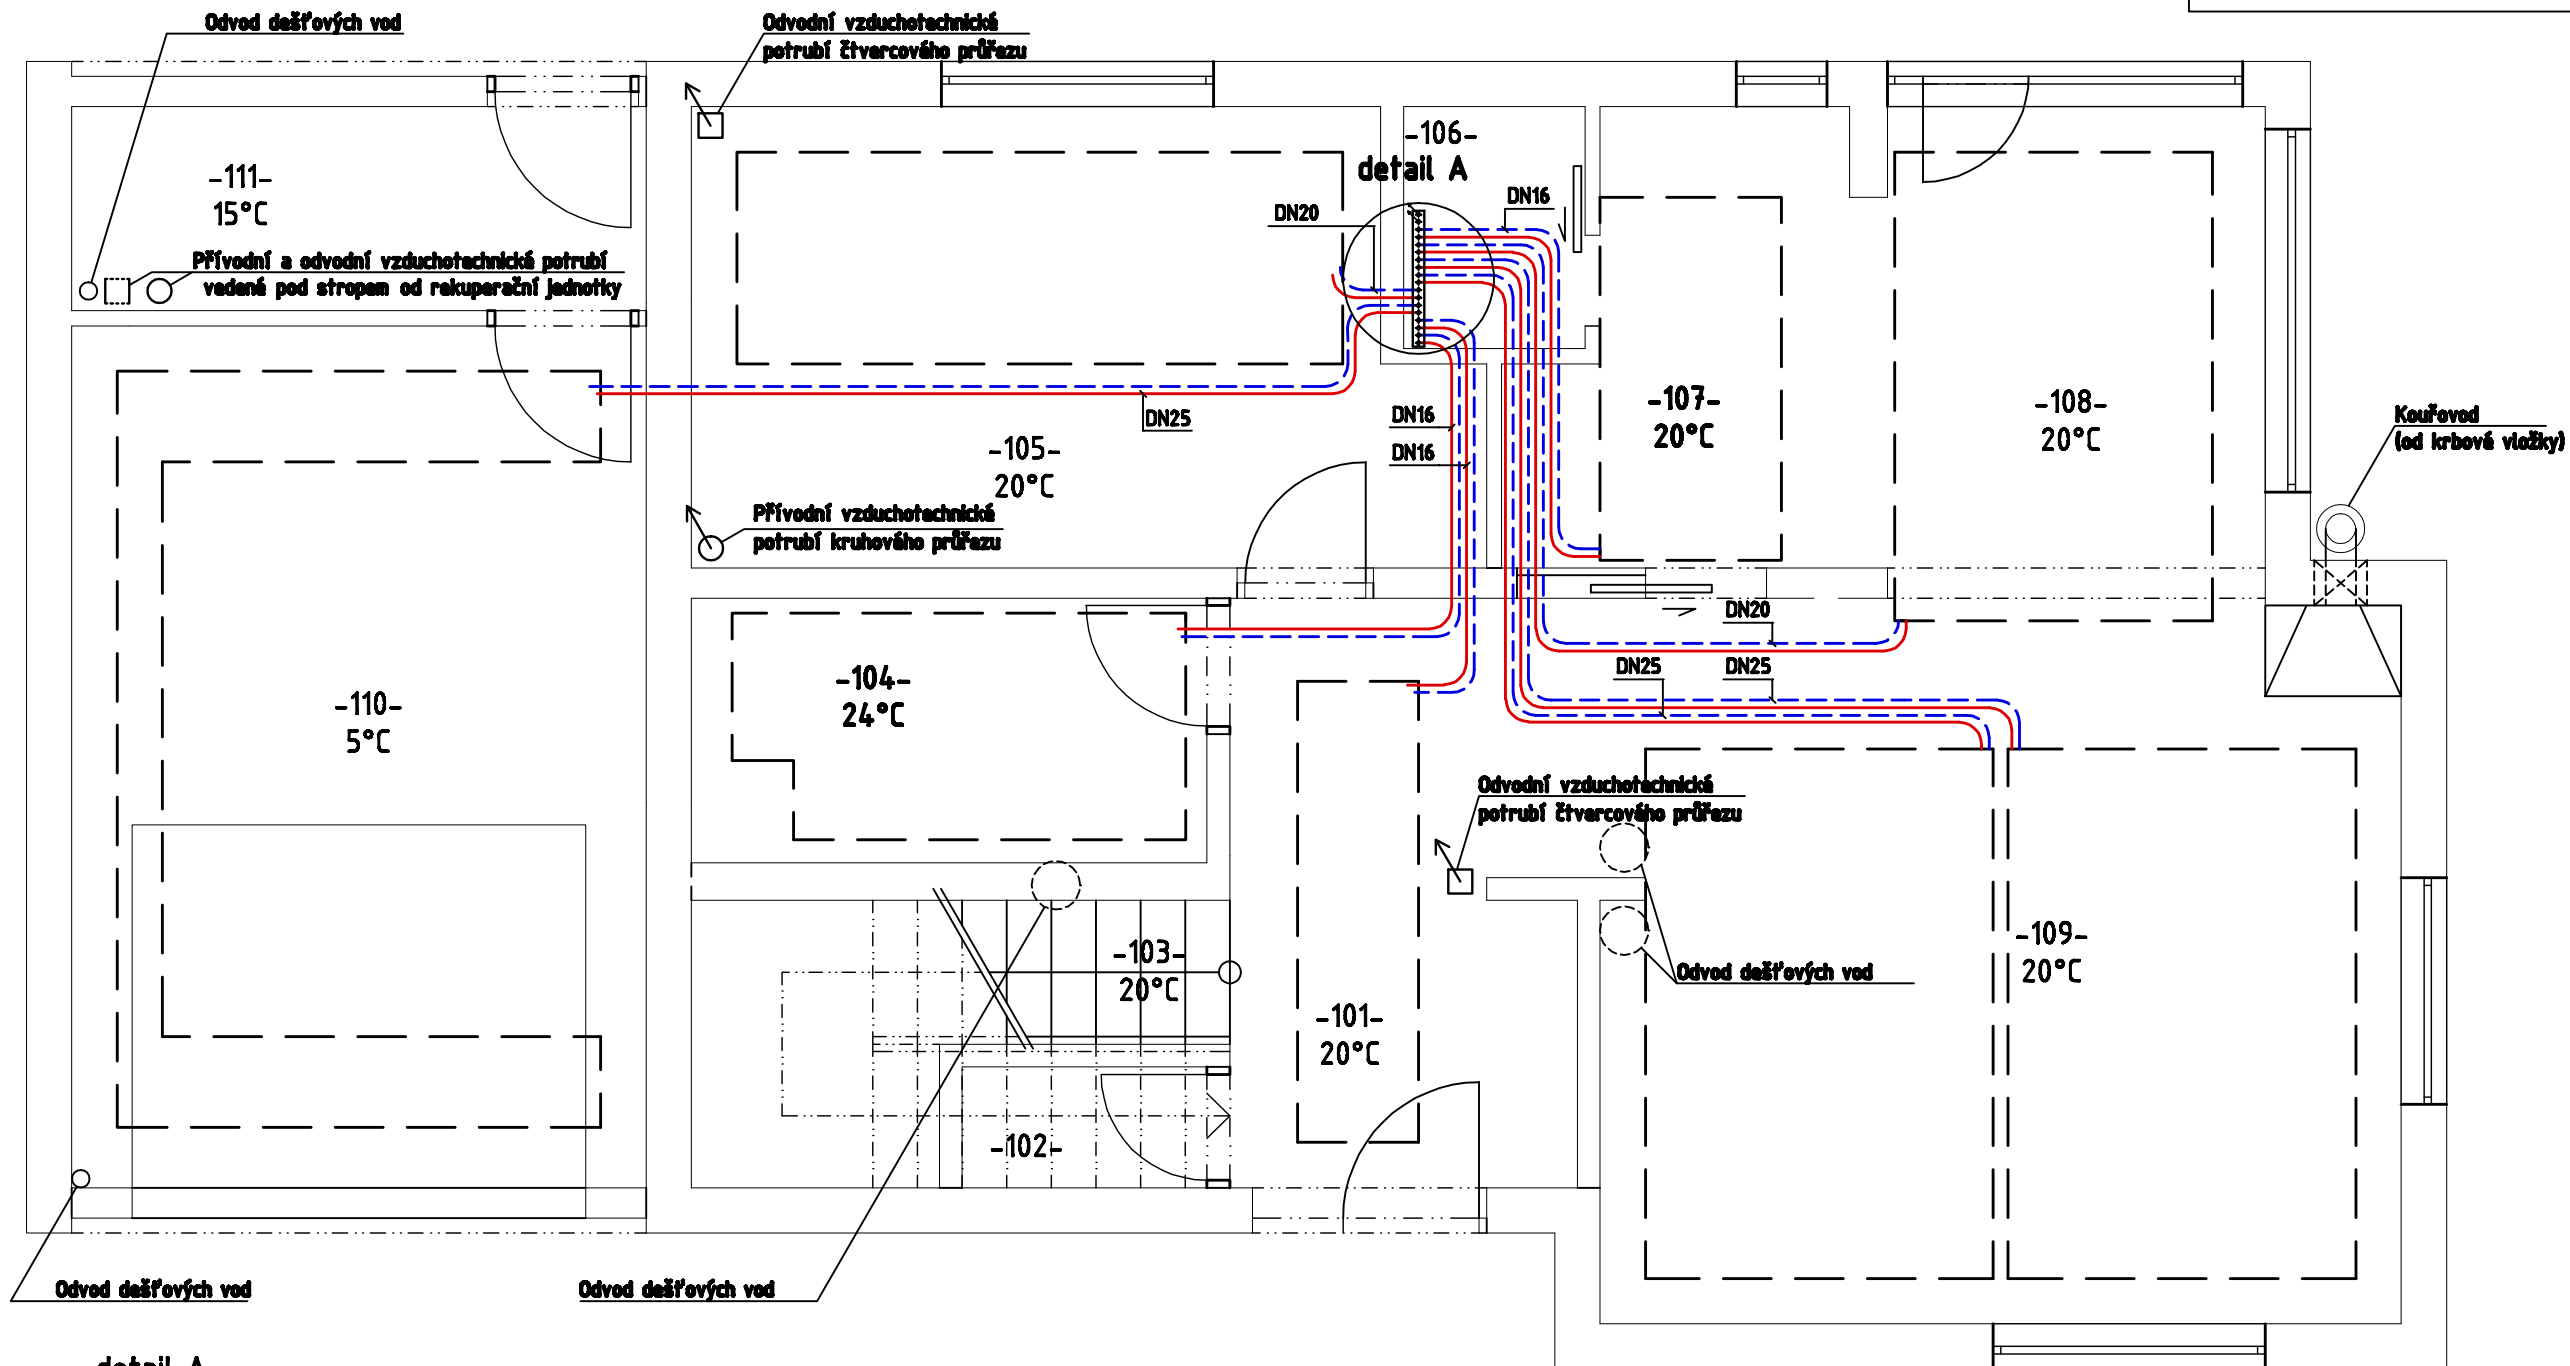 Odvod dešťových vod
Odvodní vzduchotechnické
potrubí čtvercového průřezu
-106-
detail A
-111-
15°C
DN16
DN20
Přívodní a odvodní vzduchotechnické potrubí
vedené pod stropem od rekuperační jednotky
-107-
20°C
-108-
20°C
Kouřovod
(od krbové vložky)
DN25
DN16
DN16
-105-
20°C
Přívodní vzduchotechnické
potrubí kruhového průřezu
DN20
DN25
DN25
-104-
24°C
-110-
5°C
Odvodní vzduchotechnické
potrubí čtvercového průřezu
-103-
20°C
-109-
20°C
Odvod dešťových vod
-101-
20°C
-102-
Odvod dešťových vod
Odvod dešťových vod
detail A